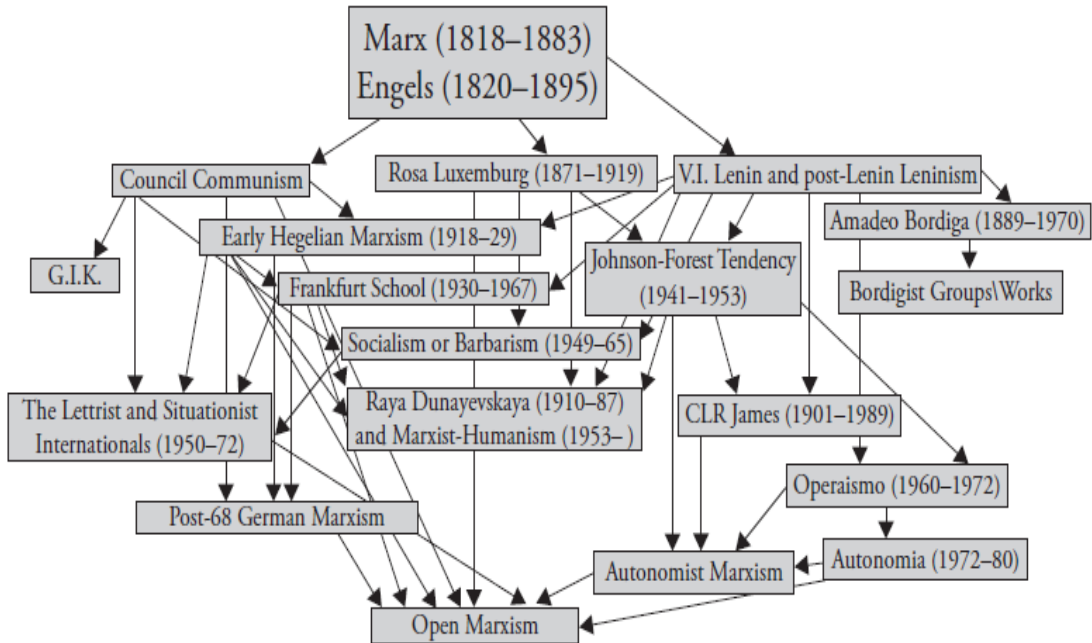 Marx (1818–1883)
Engels (1820–1895)
Council Communism
Rosa Luxemburg (1871–1919)
V.I. Lenin and post-Lenin Leninism
Early Hegelian Marxism (1918–29)
Amadeo Bordiga (1889–1970)
G.I.K.
Frankfurt School (1930–1967)
Johnson-Forest Tendency
(1941–1953)
Bordigist Groups\Works
Socialism or Barbarism (1949–65)
The Lettrist and Situationist
Internationals (1950–72)
Raya Dunayevskaya (1910–87)
and Marxist-Humanism (1953– )
CLR James (1901–1989)
Operaismo (1960–1972)
Post-68 German Marxism
Autonomist Marxism
Autonomia (1972–80)
Open Marxism